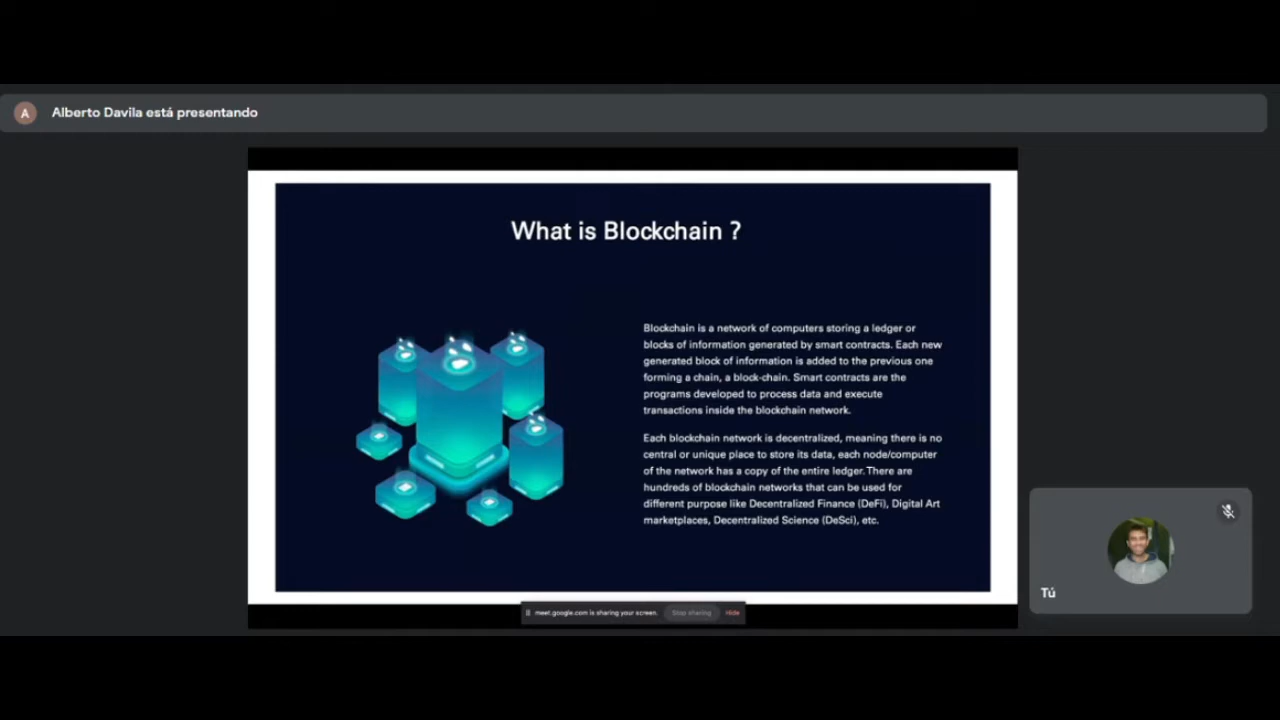 A
Alberto Davila está presentando
What is Blockchain ?
Blockchain is a network of computers storing a ledger or
blocks of information generated by smart contracts. Each new
generated block of information is added to the previous one
forming a chain, a block-chain. Smart contracts are the
programs developed to process data and execute
transactions inside the blockchain network.
Each blockchain network is decentralized, meaning there is no
central or unique place to store its data, each node/computer
of the network has a copy of the entire ledger. There are
hundreds of blockchain networks that can be used for
different purpose like Decentralized Finance (DeFi), Digital Art
marketplaces, Decentralized Science (DeSci), etc.
Tú
meet.google.com is sharing your screen. Stop sharing Hide